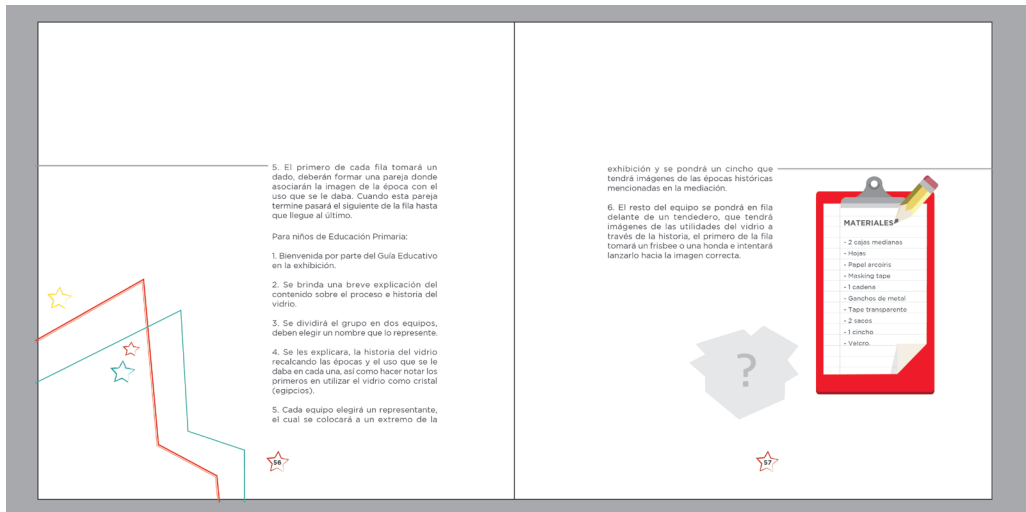 5. El primero de cada fila tomará un
dado, deberán formar una pareja donde
asociarán la imagen de la época con el
uso que se le daba. Cuando esta pareja
termine pasará el siguiente de la fila hasta
que llegue al último.
Para niños de Educación Primaria:
1. Bienvenida por parte del Guía Educativo
en la exhibición.
2. Se brinda una breve explicación del
contenido sobre el proceso e historia del
vidrio.
3. Se dividirá el grupo en dos equipos,
deben elegir un nombre que lo represente.
4. Se les explicara, la historia del vidrio
recalcando las épocas y el uso que se le
daba en cada una, así como hacer notar los
primeros en utilizar el vidrio como cristal
(egipcios).
5. Cada equipo elegirá un representante,
el cual se colocará a un extremo de la
56
exhibición y se pondrá un cincho que
tendrá imágenes de las épocas históricas
mencionadas en la mediación.
6. El resto del equipo se pondrá en fila
delante de un tendedero, que tendrá
imágenes de las utilidades del vidrio a
través de la historia, el primero de la fila
tomará un frisbee o una honda e intentará
lanzarlo hacia la imagen correcta.
MATERIALES
- 2 cajas medianas
- Hojas
- Papel arcoiris
- Masking tape
- 1 cadena
- Ganchos de metal
- Tape transparente
- 2 sacos
- 1 cincho
- Velcro.
?
57